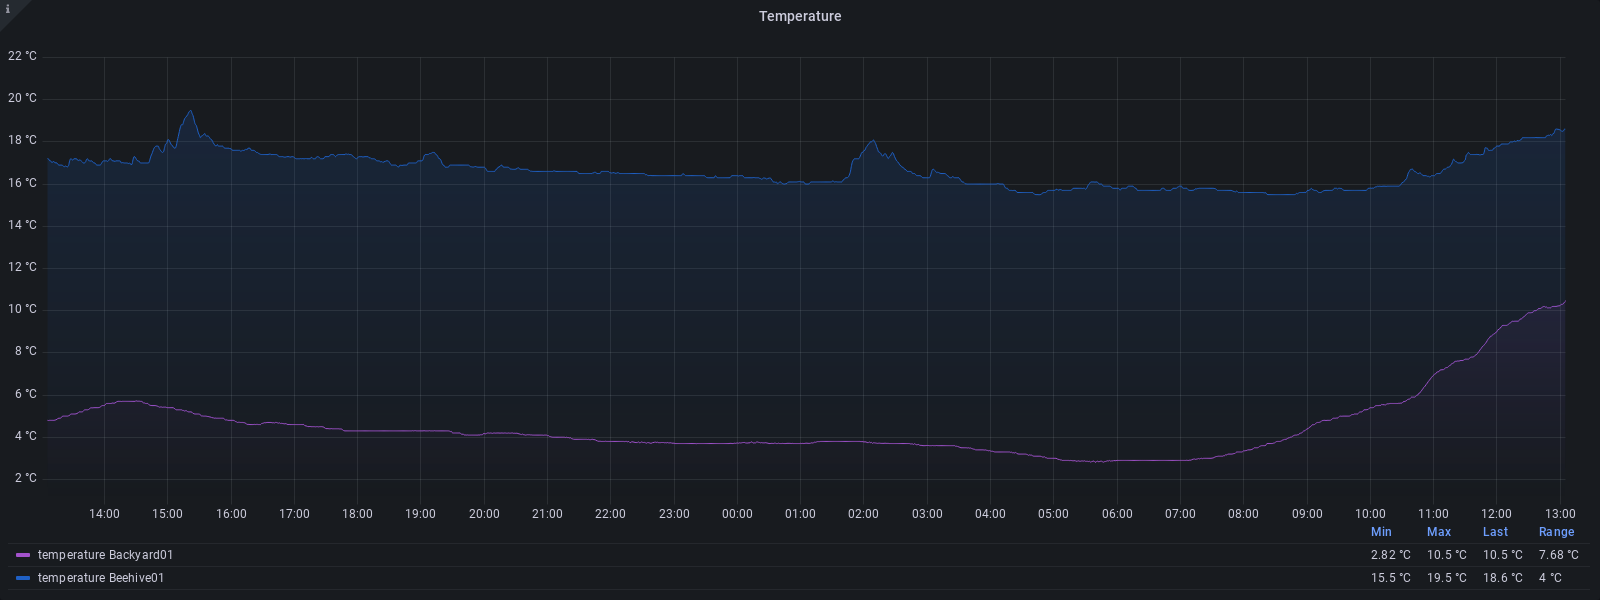 i
Temperature
22 °C
20 °C
18 °C
16 °C
14 °C
12 °C
10 °C
8 °C
6 °C
4 °C
2 °C
14:00 15:00 16:00 17:00 18:00 19:00 20:00 21:00 22:00 23:00 00:00 01:00 02:00 03:00 04:00 05:00 06:00 07:00 08:00 09:00 10:00 11:00 12:00 13:00
Min Max Last Range
temperature Backyard01 2.82 °C 10.5 °C 10.5 °C 7.68 °C
temperature Beehive01 15.5 °C 19.5 °C 18.6 °C 4 °C